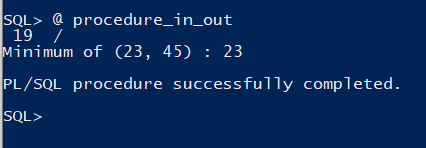 SQL> @ procedure_in_out
 19  /
Minimum of (23, 45) : 23
PL/SQL procedure successfully completed.
SQL>